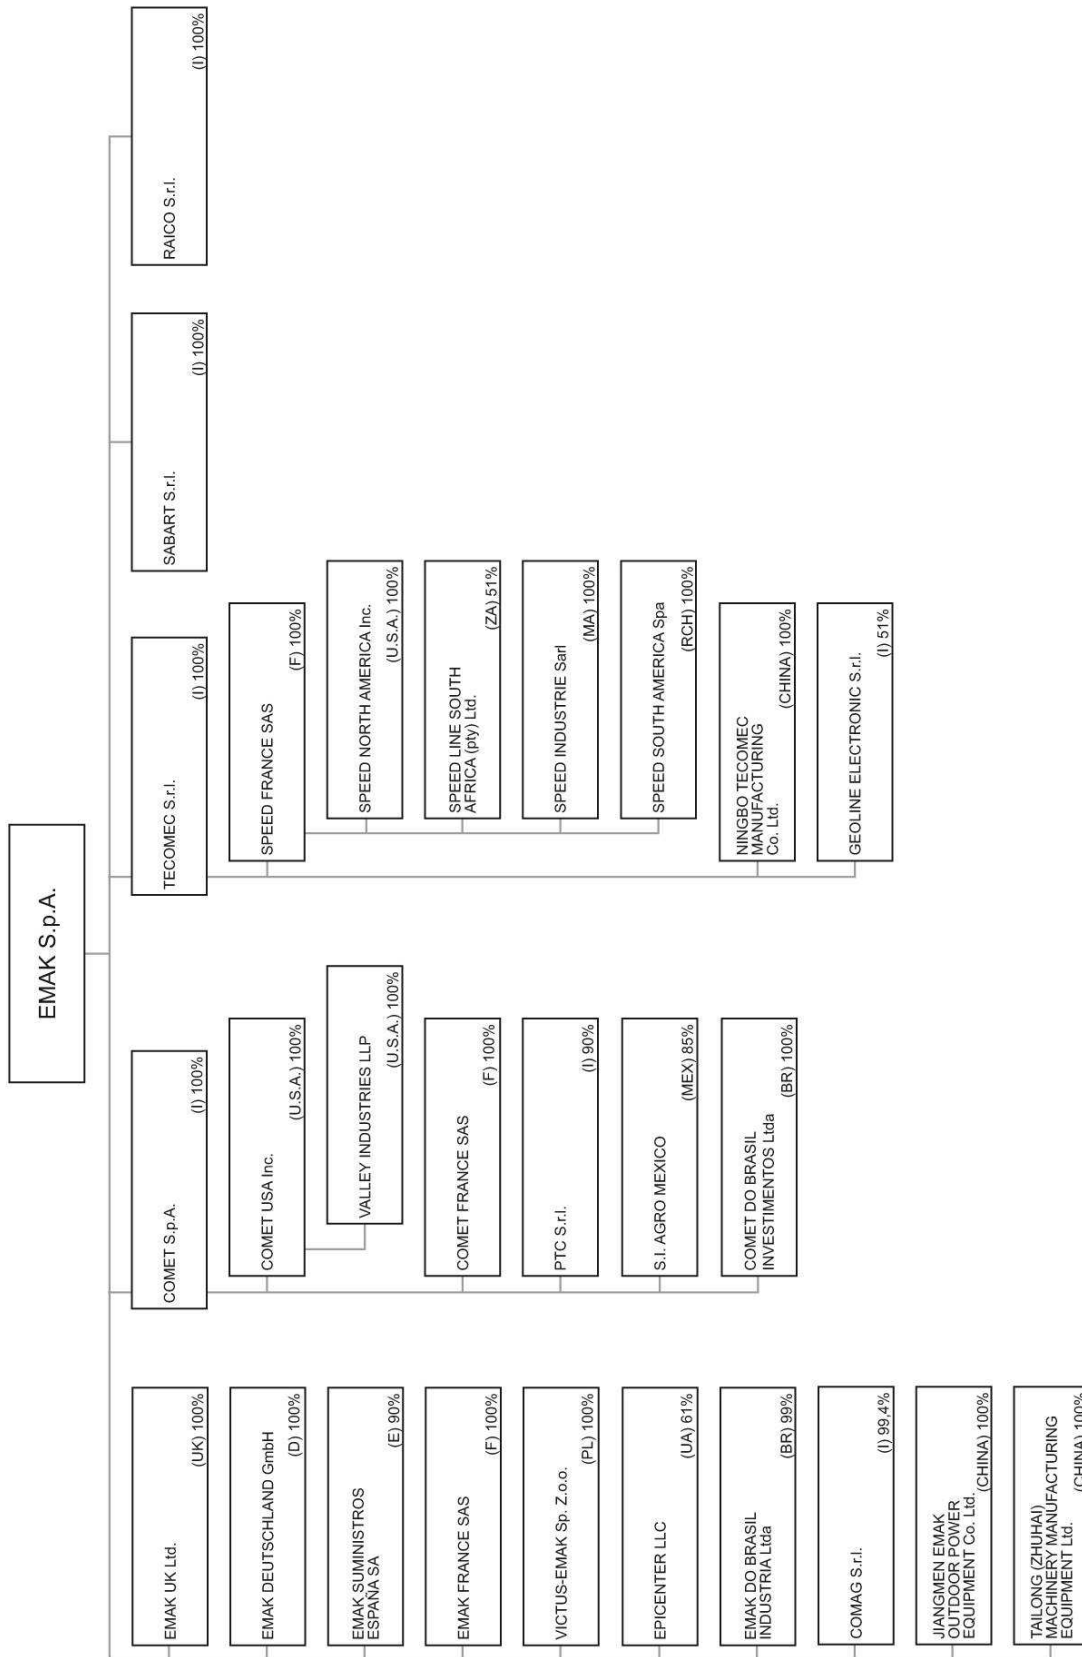 EMAK S.p.A.
EMAK UK Ltd.
(UK) 100%
EMAK DEUTSCHLAND GmbH
(D) 100%
EMAK SUMINISTROS
ESPAÑA SA
(E) 90%
EMAK FRANCE SAS
(F) 100%
VICTUS-EMAK Sp. Z.o.o.
(PL) 100%
EPICENTER LLC
(UA) 61%
EMAK DO BRASIL
INDUSTRIA Ltda
(BR) 99%
COMAG S.r.l.
(I) 99,4%
JIANGMEN EMAK
OUTDOOR POWER
EQUIPMENT Co. Ltd.
(CHINA) 100%
TAILONG (ZHUHAI)
MACHINERY MANUFACTURING
EQUIPMENT Ltd.
(CHINA) 100%
COMET S.p.A.
(I) 100%
COMET USA Inc.
(U.S.A.) 100%
VALLEY INDUSTRIES LLP
(U.S.A.) 100%
COMET FRANCE SAS
(F) 100%
PTC S.r.l.
(I) 90%
S.I. AGRO MEXICO
(MEX) 85%
COMET DO BRASIL
INVESTIMENTOS Ltda
(BR) 100%
TECOMEC S.r.l.
(I) 100%
SPEED FRANCE SAS
(F) 100%
SPEED NORTH AMERICA Inc.
(U.S.A.) 100%
SPEED LINE SOUTH
AFRICA (pty) Ltd.
(ZA) 51%
SPEED INDUSTRIE Sarl
(MA) 100%
SPEED SOUTH AMERICA Spa
(RCH) 100%
NINGBO TECOMEC
MANUFACTURING
Co. Ltd.
(CHINA) 100%
GEOLINE ELECTRONIC S.r.l.
(I) 51%
SABART S.r.l.
(I) 100%
RAICO S.r.l.
(I) 100%